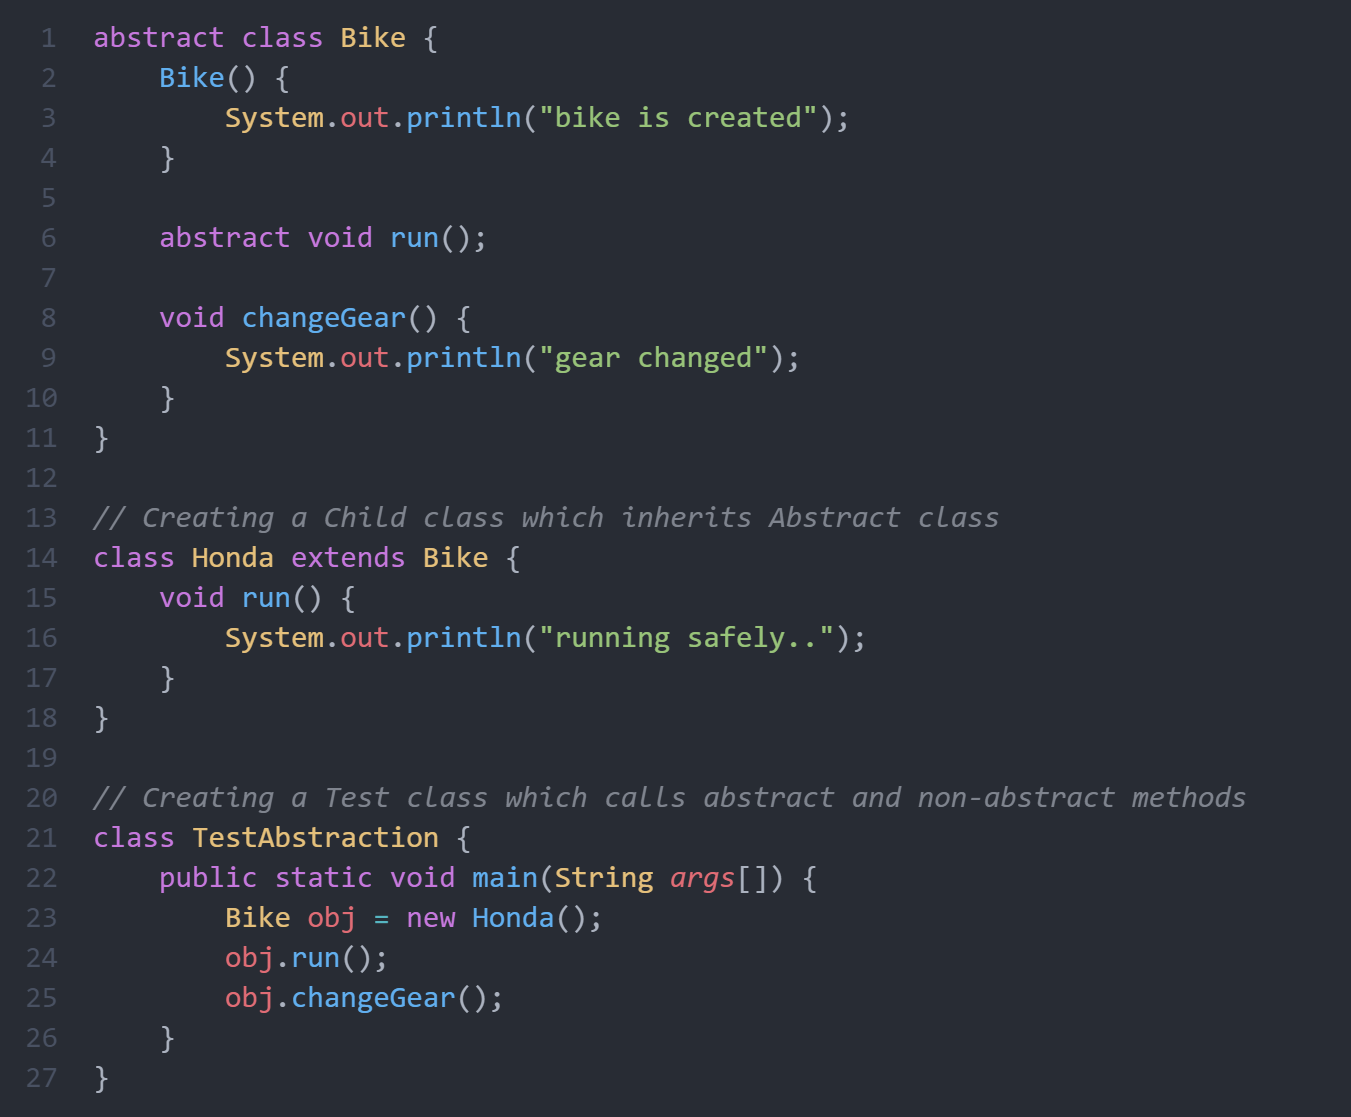 1 abstract class Bike {
2     Bike() {
3         System.out.println("bike is created");
4     }
5
6     abstract void run();
7
8     void changeGear() {
9         System.out.println("gear changed");
10     }
11 }
12
13 // Creating a Child class which inherits Abstract class
14 class Honda extends Bike {
15     void run() {
16         System.out.println("running safely..");
17     }
18 }
19
20 // Creating a Test class which calls abstract and non-abstract methods
21 class TestAbstraction {
22     public static void main(String args[]) {
23         Bike obj = new Honda();
24         obj.run();
25         obj.changeGear();
26     }
27 }